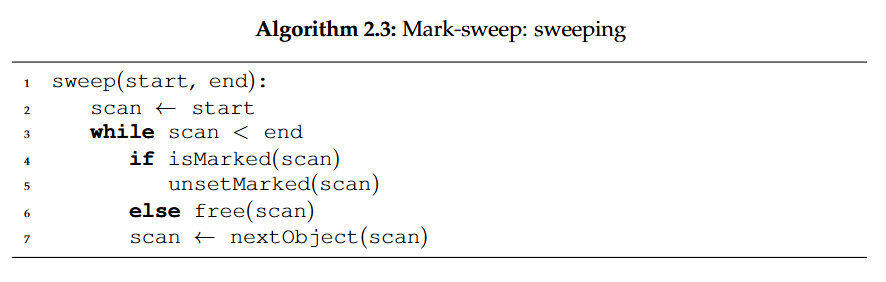 Algorithm 2.3: Mark-sweep: sweeping
1 sweep(start, end):
2 scan ← start
3 while scan < end
4 if isMarked(scan)
5 unsetMarked(scan)
6 else free(scan)
7 scan ← nextObject(scan)